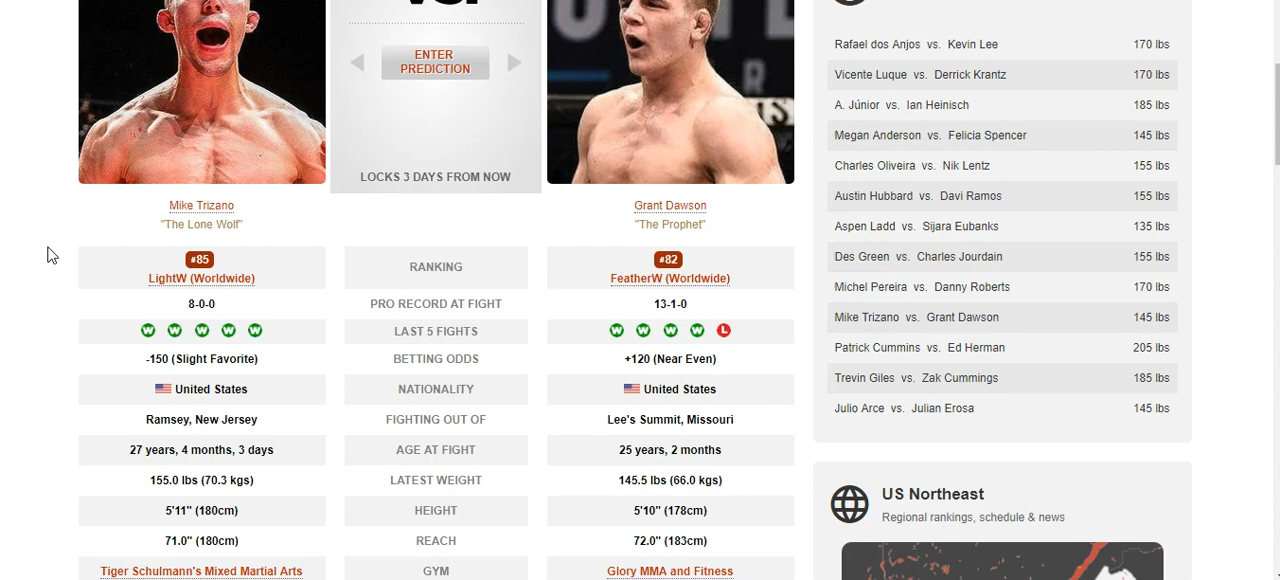 ENTER
PREDICTION
LOCKS 3 DAYS FROM NOW
Mike Trizano
"The Lone Wolf"
Grant Dawson
"The Prophet"
#85
LightW (Worldwide)
RANKING
#82
FeatherW (Worldwide)
8-0-0 PRO RECORD AT FIGHT 13-1-0
W W W W W LAST 5 FIGHTS W W W W L
-150 (Slight Favorite) BETTING ODDS +120 (Near Even)
United States NATIONALITY United States
Ramsey, New Jersey FIGHTING OUT OF Lee's Summit, Missouri
27 years, 4 months, 3 days AGE AT FIGHT 25 years, 2 months
155.0 lbs (70.3 kgs) LATEST WEIGHT 145.5 lbs (66.0 kgs)
5'11" (180cm) HEIGHT 5'10" (178cm)
71.0" (180cm) REACH 72.0" (183cm)
Tiger Schulmann's Mixed Martial Arts GYM Glory MMA and Fitness
Rafael dos Anjos vs. Kevin Lee 170 lbs
Vicente Luque vs. Derrick Krantz 170 lbs
A. Júnior vs. Ian Heinisch 185 lbs
Megan Anderson vs. Felicia Spencer 145 lbs
Charles Oliveira vs. Nik Lentz 155 lbs
Austin Hubbard vs. Davi Ramos 155 lbs
Aspen Ladd vs. Sijara Eubanks 135 lbs
Des Green vs. Charles Jourdain 155 lbs
Michel Pereira vs. Danny Roberts 170 lbs
Mike Trizano vs. Grant Dawson 145 lbs
Patrick Cummins vs. Ed Herman 205 lbs
Trevin Giles vs. Zak Cummings 185 lbs
Julio Arce vs. Julian Erosa 145 lbs
US Northeast
Regional rankings, schedule & news